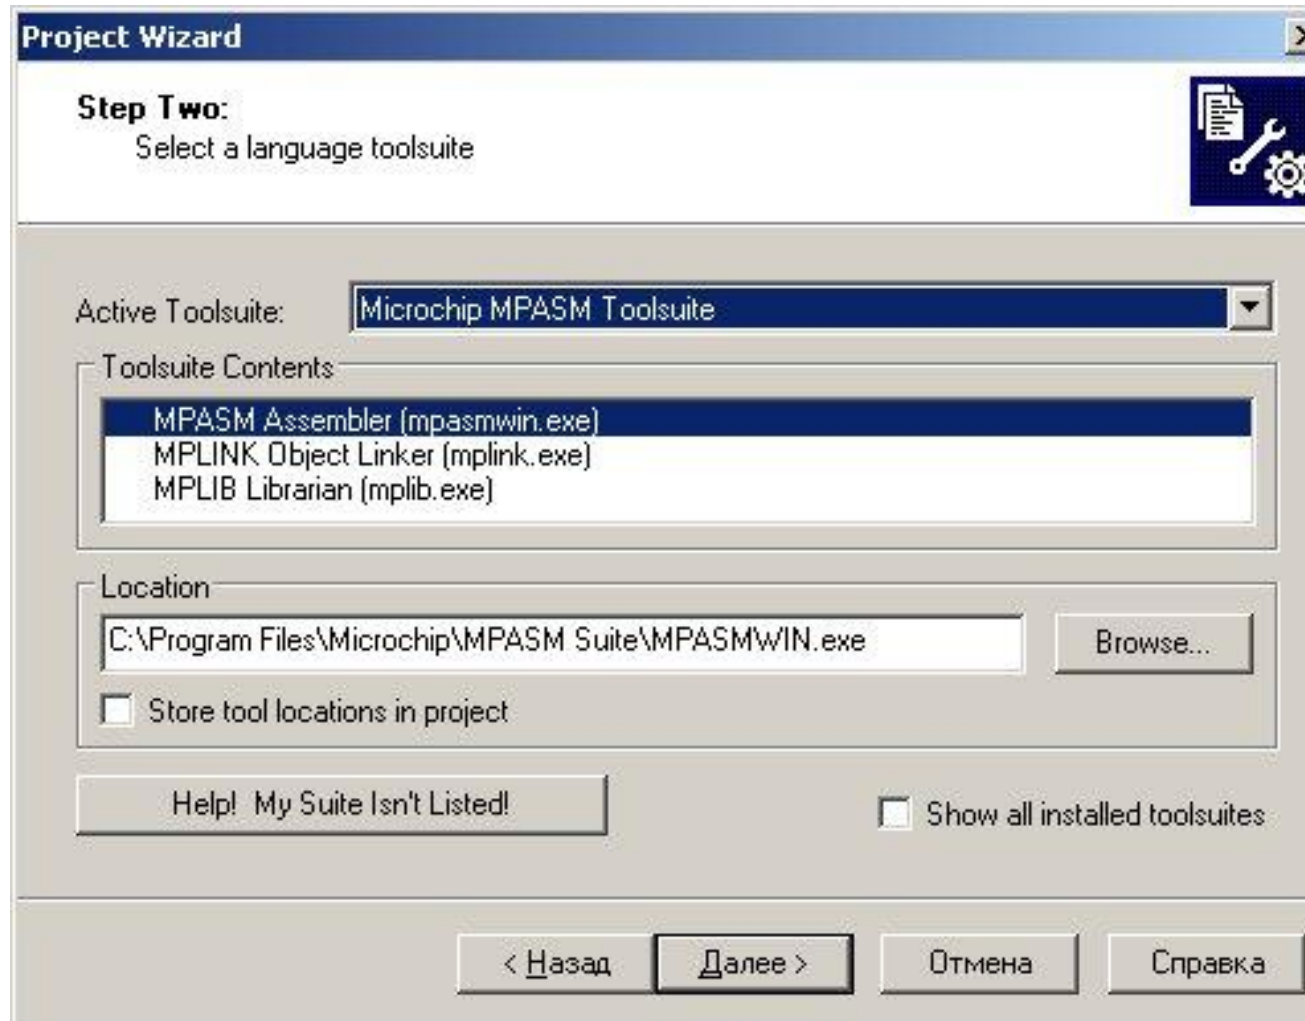 Project Wizard
Step Two:
Select a language toolsuite
Active Toolsuite: Microchip MPASM Toolsuite
Toolsuite Contents
MPASM Assembler (mpasmwin.exe)
MPLINK Object Linker (mplink.exe)
MPLIB Librarian (mplib.exe)
Location
C:\Program Files\Microchip\MPASM Suite\MPASMWIN.exe Browse...
Store tool locations in project
Help! My Suite Isn't Listed! Show all installed toolsuites
< Назад Далее > Отмена Справка